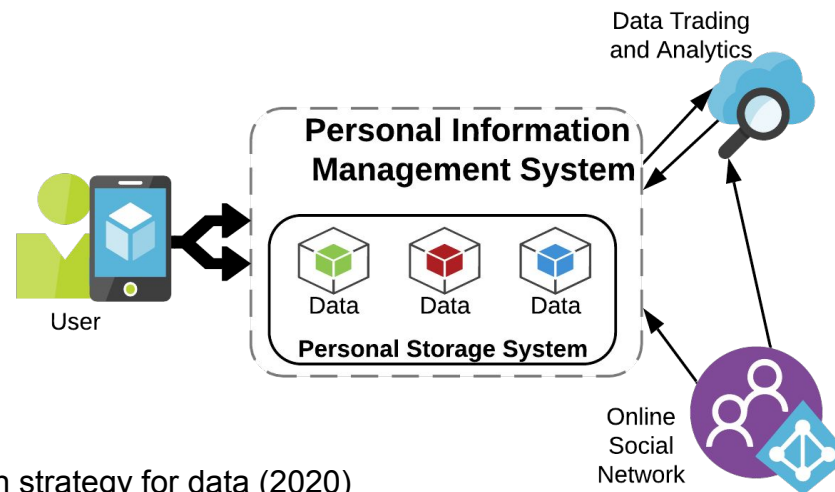 Data Trading
and Analytics
Personal Information
Management System
Data
Data
Data
Personal Storage System
User
Online
Social
Network
strategy for data (2020)